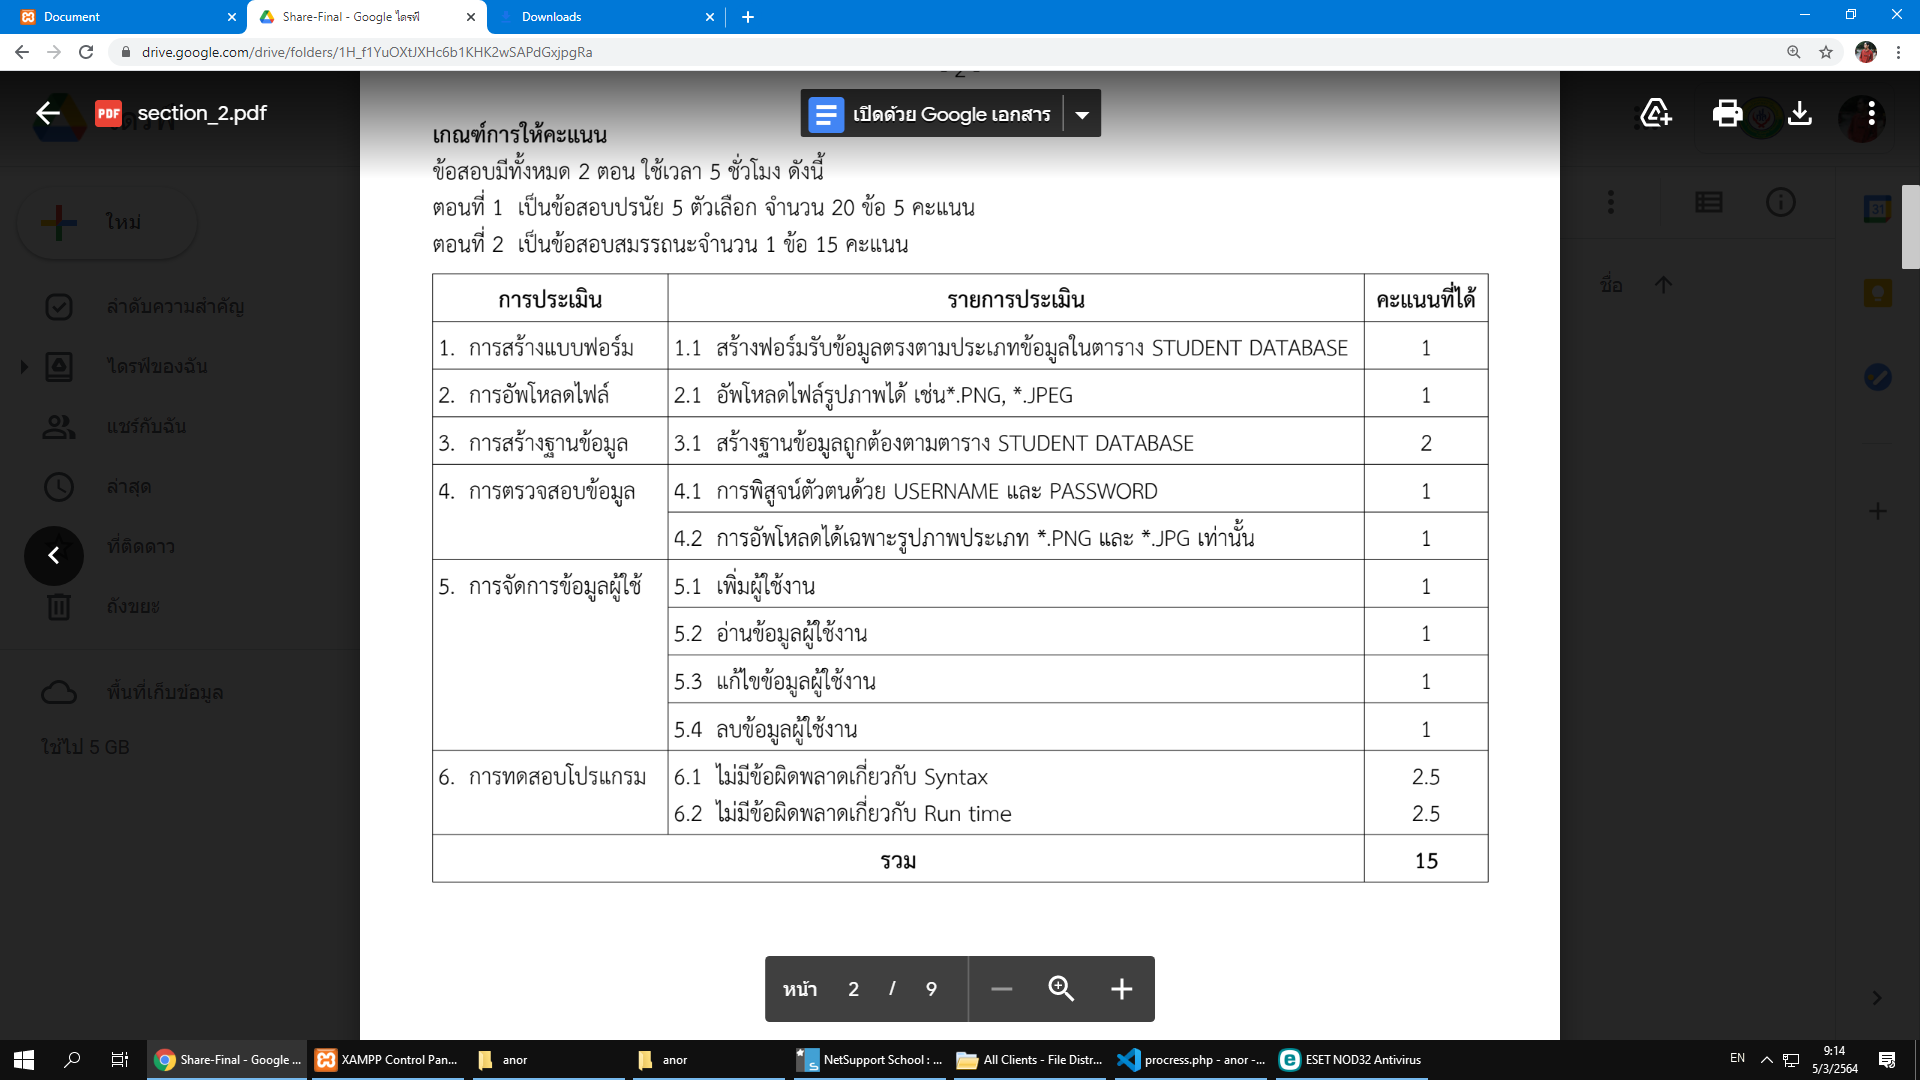 Document
Share-Final - Google ไดรฟ์
Downloads
drive.google.com/drive/folders/1H_f1YuOXtJXHc6b1KHK2wSAPdGxjpgRa
PDF section_2.pdf
เปิดด้วย Google เอกสาร
- 2 -
เกณฑ์การให้คะแนน
ข้อสอบมีทั้งหมด 2 ตอน ใช้เวลา 5 ชั่วโมง ดังนี้
ตอนที่ 1 เป็นข้อสอบปรนัย 5 ตัวเลือก จำนวน 20 ข้อ 5 คะแนน
ตอนที่ 2 เป็นข้อสอบสมรรถนะจำนวน 1 ข้อ 15 คะแนน
การประเมิน รายการประเมิน คะแนนที่ได้
1. การสร้างแบบฟอร์ม 1.1 สร้างฟอร์มรับข้อมูลตรงตามประเภทข้อมูลในตาราง STUDENT DATABASE 1
2. การอัพโหลดไฟล์ 2.1 อัพโหลดไฟล์รูปภาพได้ เช่น*.PNG, *.JPEG 1
3. การสร้างฐานข้อมูล 3.1 สร้างฐานข้อมูลถูกต้องตามตาราง STUDENT DATABASE 2
4. การตรวจสอบข้อมูล 4.1 การพิสูจน์ตัวตนด้วย USERNAME และ PASSWORD 1
4.2 การอัพโหลดได้เฉพาะรูปภาพประเภท *.PNG และ *.JPG เท่านั้น 1
5. การจัดการข้อมูลผู้ใช้ 5.1 เพิ่มผู้ใช้งาน 1
5.2 อ่านข้อมูลผู้ใช้งาน 1
5.3 แก้ไขข้อมูลผู้ใช้งาน 1
5.4 ลบข้อมูลผู้ใช้งาน 1
6. การทดสอบโปรแกรม 6.1 ไม่มีข้อผิดพลาดเกี่ยวกับ Syntax 2.5
6.2 ไม่มีข้อผิดพลาดเกี่ยวกับ Run time 2.5
รวม 15
ใหม่
ลำดับความสำคัญ
ไดรฟ์ของฉัน
แชร์กับฉัน
ล่าสุด
ที่ติดดาว
ถังขยะ
พื้นที่เก็บข้อมูล
ใช้ไป 5 GB
ชื่อ
31
หน้า 2 / 9
Share-Final - Google ...
XAMPP Control Pan...
anor
anor
NetSupport School : ...
All Clients - File Distr...
procress.php - anor -...
ESET NOD32 Antivirus
EN
9:14
5/3/2564